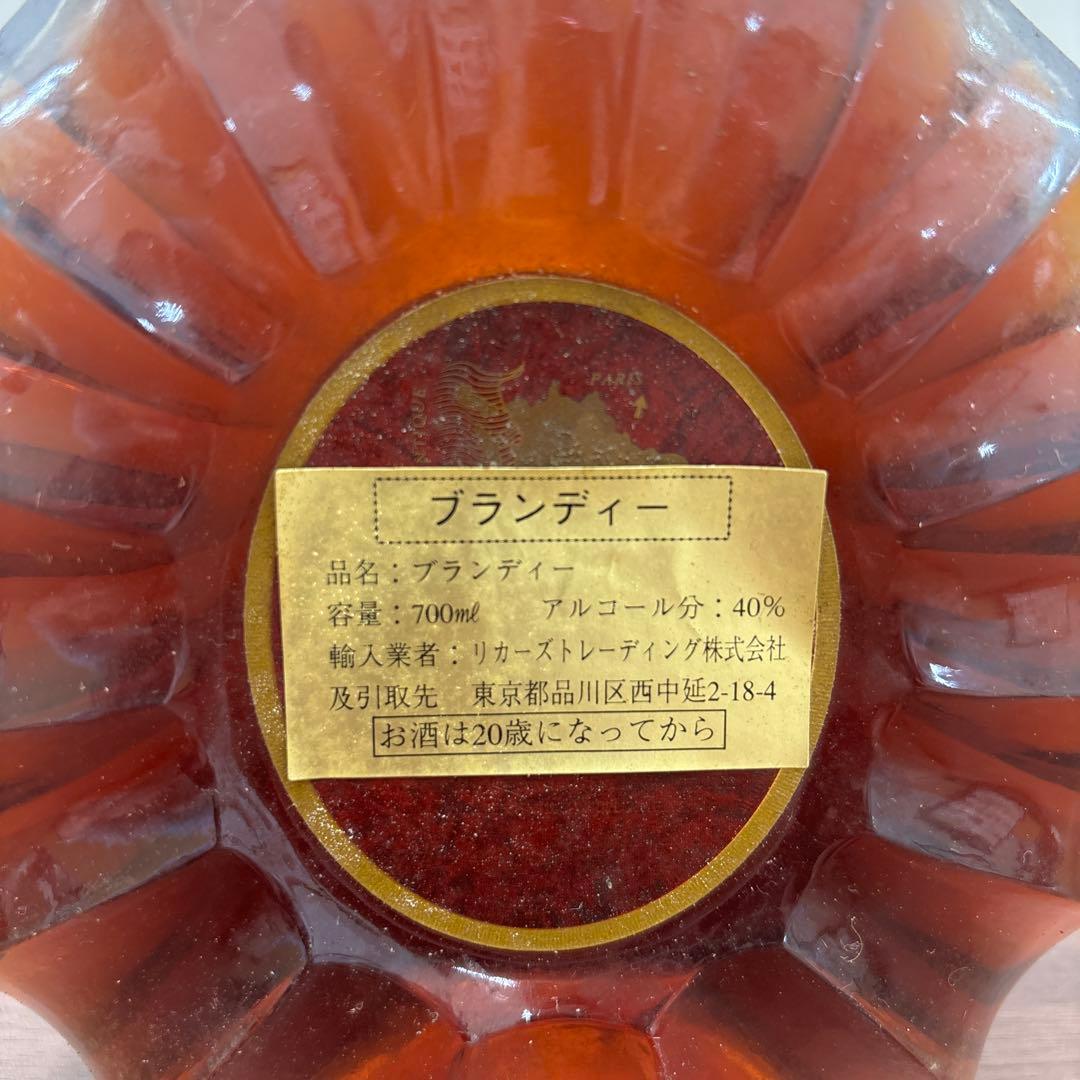 PARIS
ブランディー
品名：ブランディー
容量：700㎖ アルコール分：40%
輸入業者：リカーズトレーディング株式会社
及引取先 東京都品川区西中延2-18-4
お酒は20歳になってから